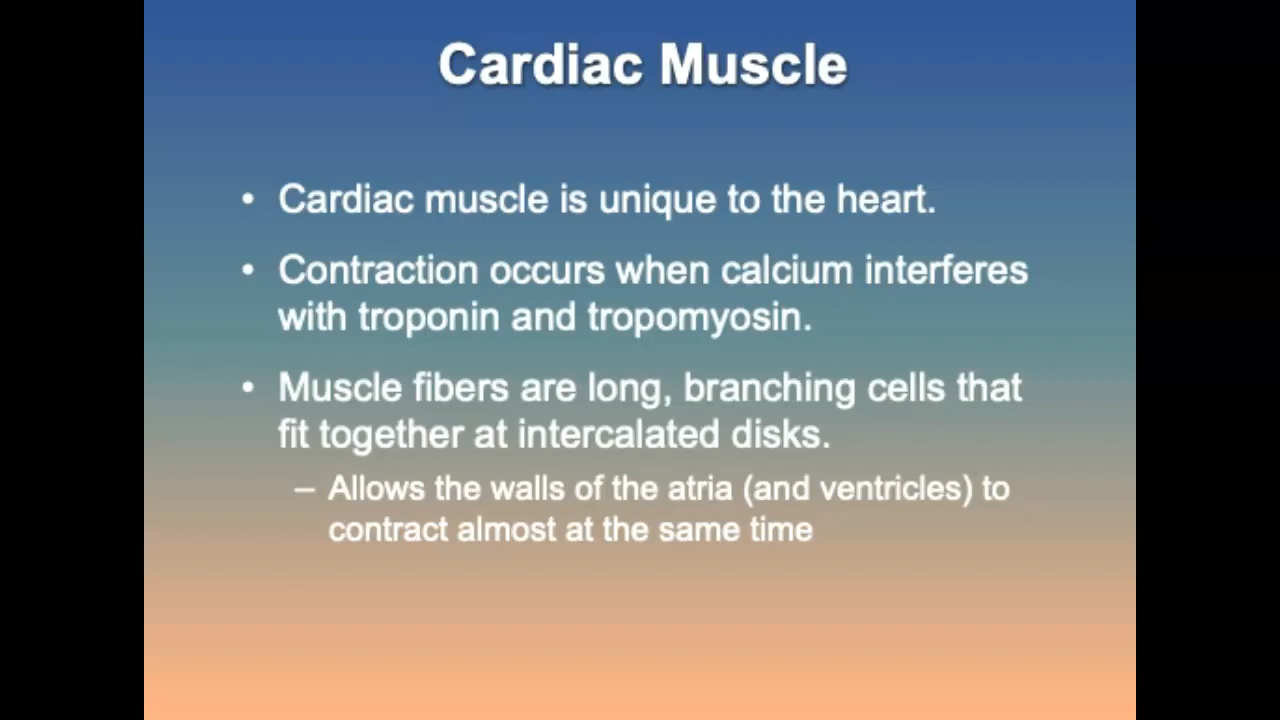 Cardiac Muscle
• Cardiac muscle is unique to the heart.
• Contraction occurs when calcium interferes
with troponin and tropomyosin.
• Muscle fibers are long, branching cells that
fit together at intercalated disks.
– Allows the walls of the atria (and ventricles) to
contract almost at the same time